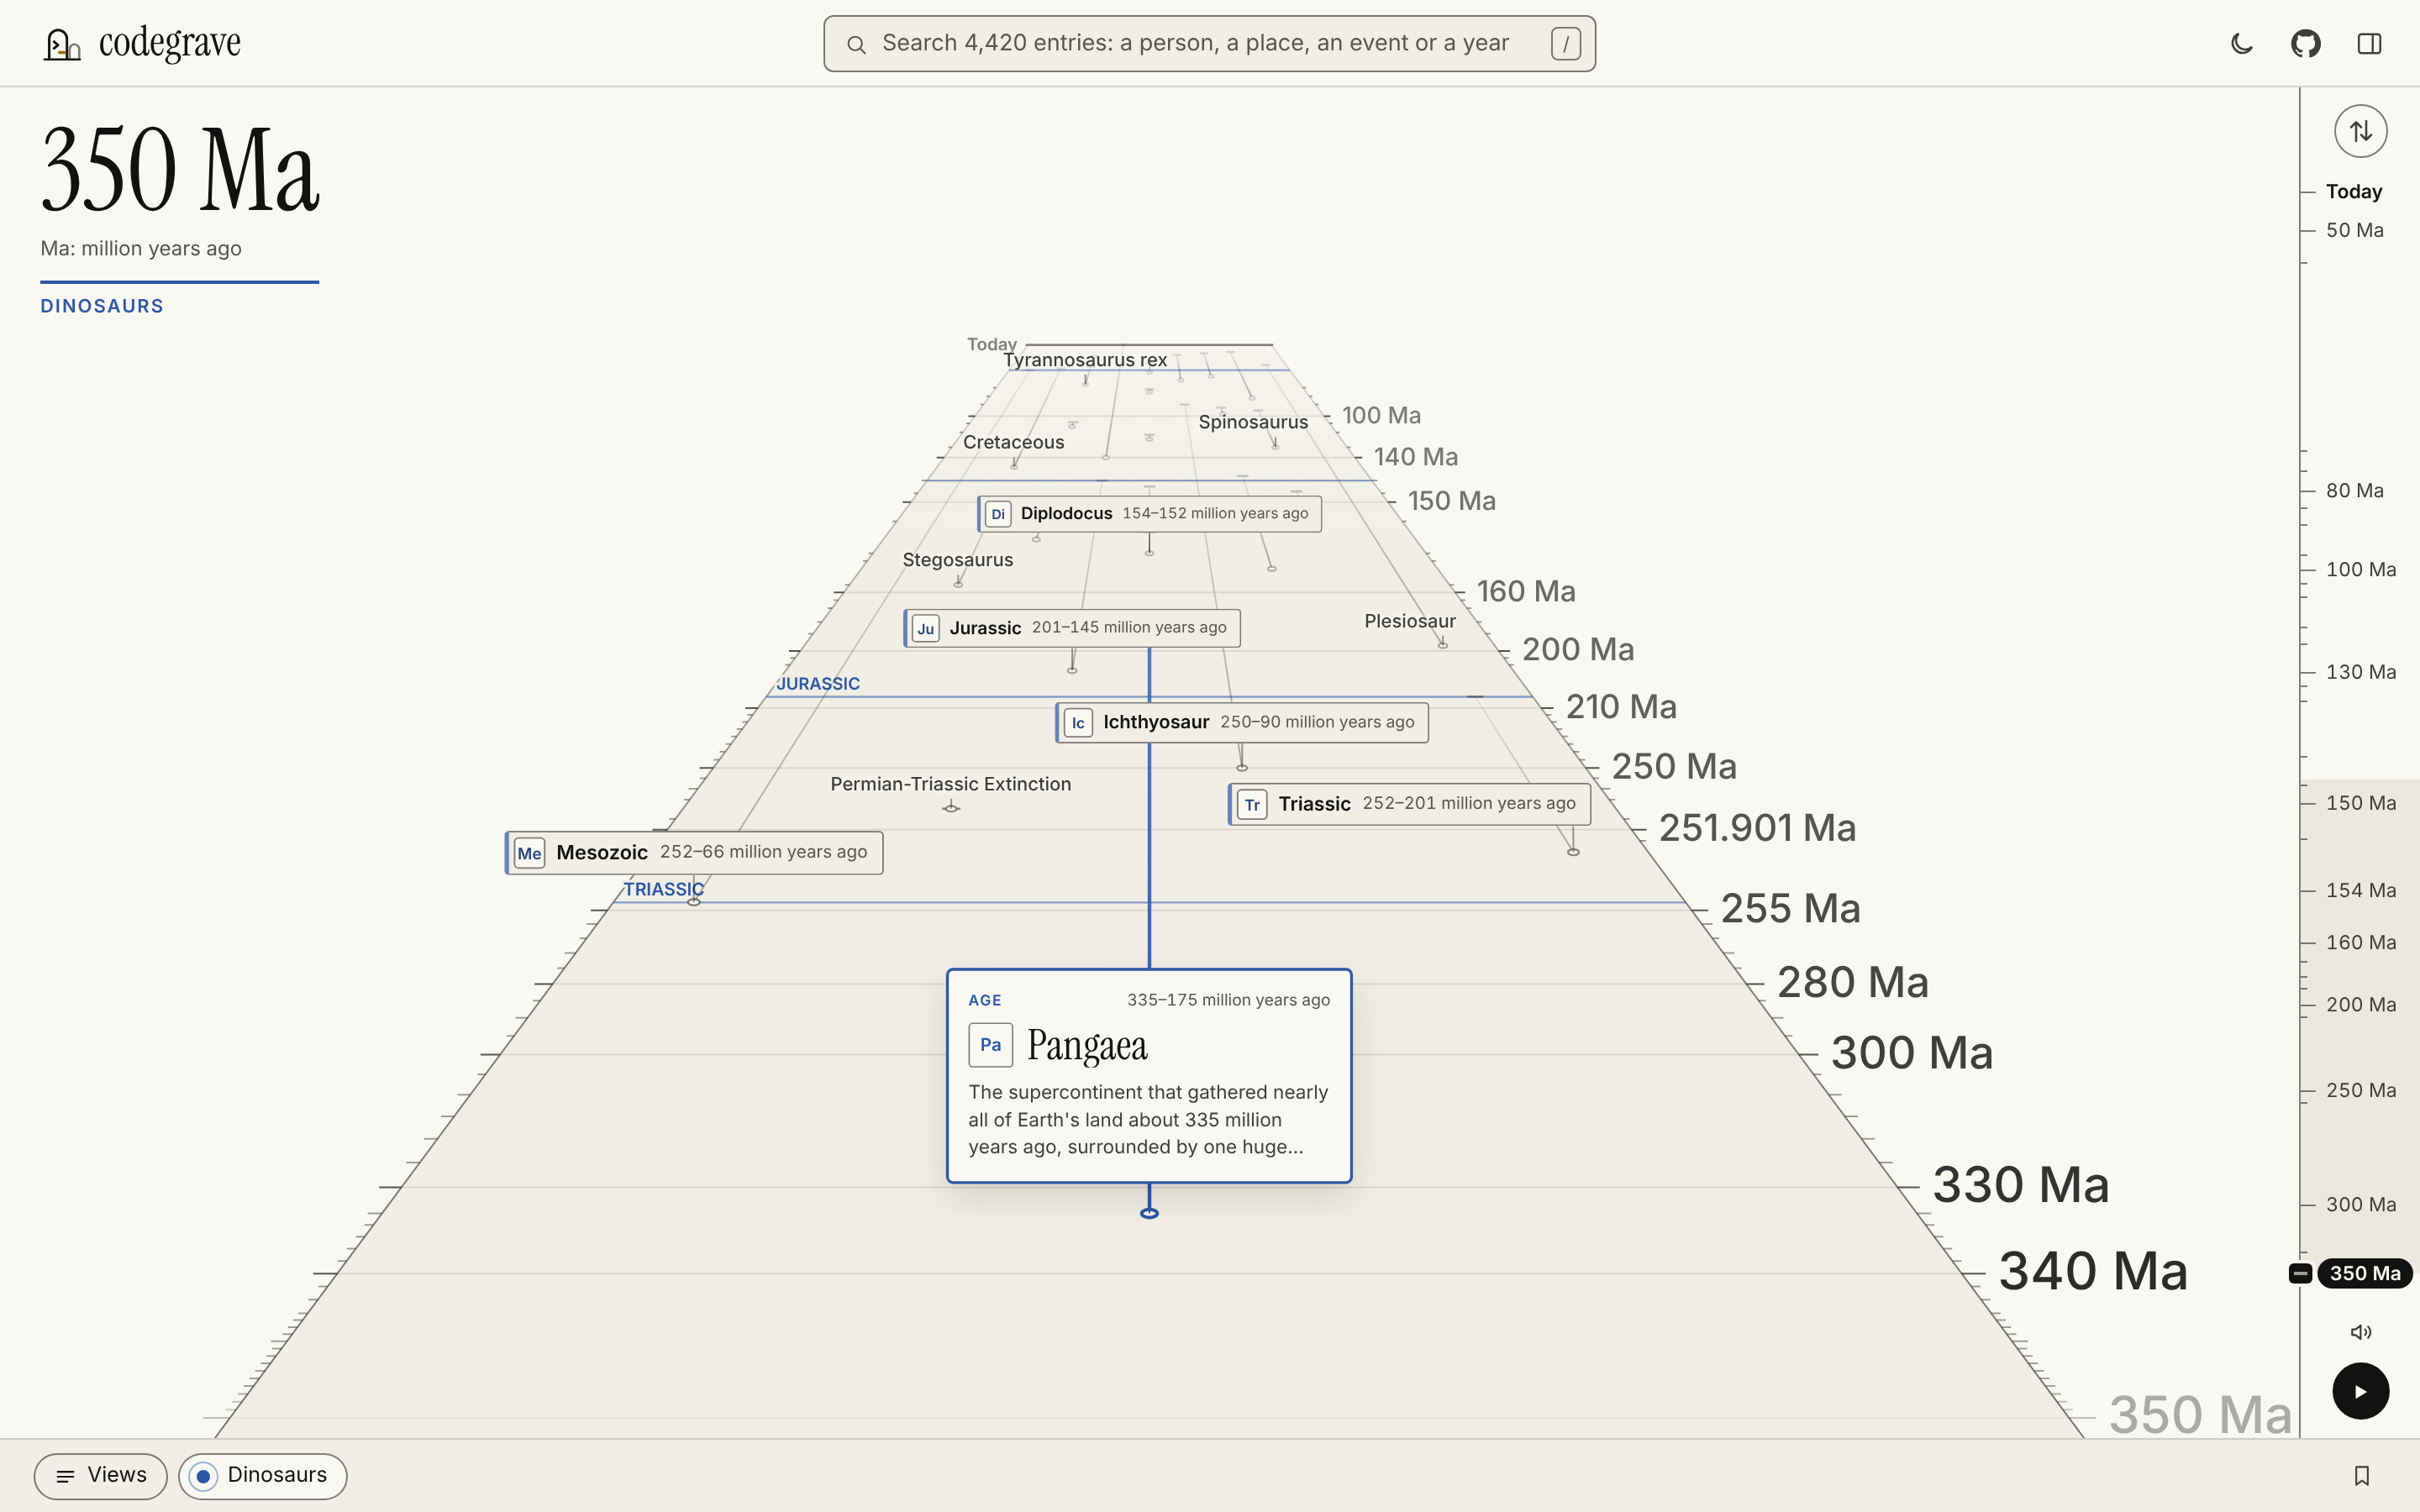 codegrave
Search 4,420 entries: a person, a place, an event or a year
/
350 Ma
Ma: million years ago
DINOSAURS
Today
Tyrannosaurus rex
Spinosaurus
100 Ma
Cretaceous
140 Ma
150 Ma
Di Diplodocus 154–152 million years ago
Stegosaurus
160 Ma
Ju Jurassic 201–145 million years ago
Plesiosaur
200 Ma
JURASSIC
210 Ma
Ic Ichthyosaur 250–90 million years ago
250 Ma
Permian-Triassic Extinction
Tr Triassic 252–201 million years ago
251.901 Ma
Me Mesozoic 252–66 million years ago
TRIASSIC
255 Ma
280 Ma
AGE 335–175 million years ago
Pa Pangaea
The supercontinent that gathered nearly
all of Earth's land about 335 million
years ago, surrounded by one huge...
300 Ma
330 Ma
340 Ma
350 Ma
Today
50 Ma
80 Ma
100 Ma
130 Ma
150 Ma
154 Ma
160 Ma
200 Ma
250 Ma
300 Ma
350 Ma
Views
Dinosaurs